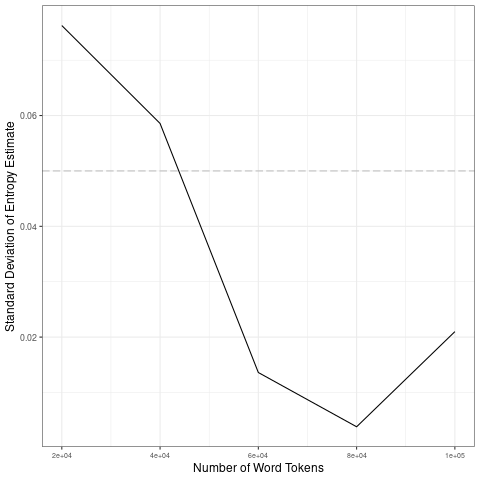 Standard Deviation of Entropy Estimate
0.06
0.04
0.02
2e+04 4e+04 6e+04 8e+04 1e+05
Number of Word Tokens